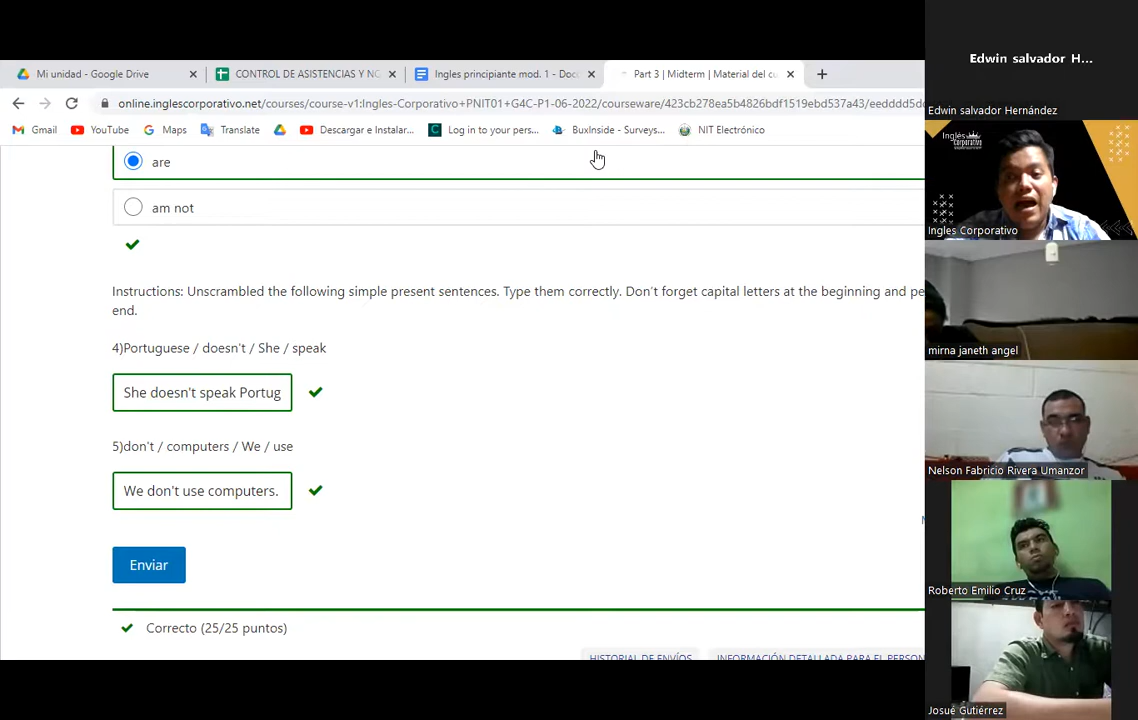 Mi unidad - Google Drive
CONTROL DE ASISTENCIAS Y NO
Ingles principiante mod. 1 - Doc
Part 3 | Midterm | Material del cu
online.inglescorporativo.net/courses/course-v1:Ingles-Corporativo+PNIT01+G4C-P1-06-2022/courseware/423cb278ea5b4826bdf1519ebd537a43/eedddd5do
Gmail
YouTube
Maps
Translate
Descargar e Instalar...
Log in to your pers...
BuxInside - Surveys...
NIT Electrónico
are
am not
Instructions: Unscrambled the following simple present sentences. Type them correctly. Don't forget capital letters at the beginning and pe
end.
4)Portuguese / doesn't / She / speak
She doesn't speak Portug
5)don't / computers / We / use
We don't use computers.
Enviar
Correcto (25/25 puntos)
HISTORIAL DE ENVÍOS
INFORMACIÓN DETALLADA PARA EL PERSON
Edwin salvador H...
Edwin salvador Hernández
Inglés
corporativo
Ingles Corporativo
mirna janeth angel
Nelson Fabricio Rivera Umanzor
Roberto Emilio Cruz
Josué Gutiérrez